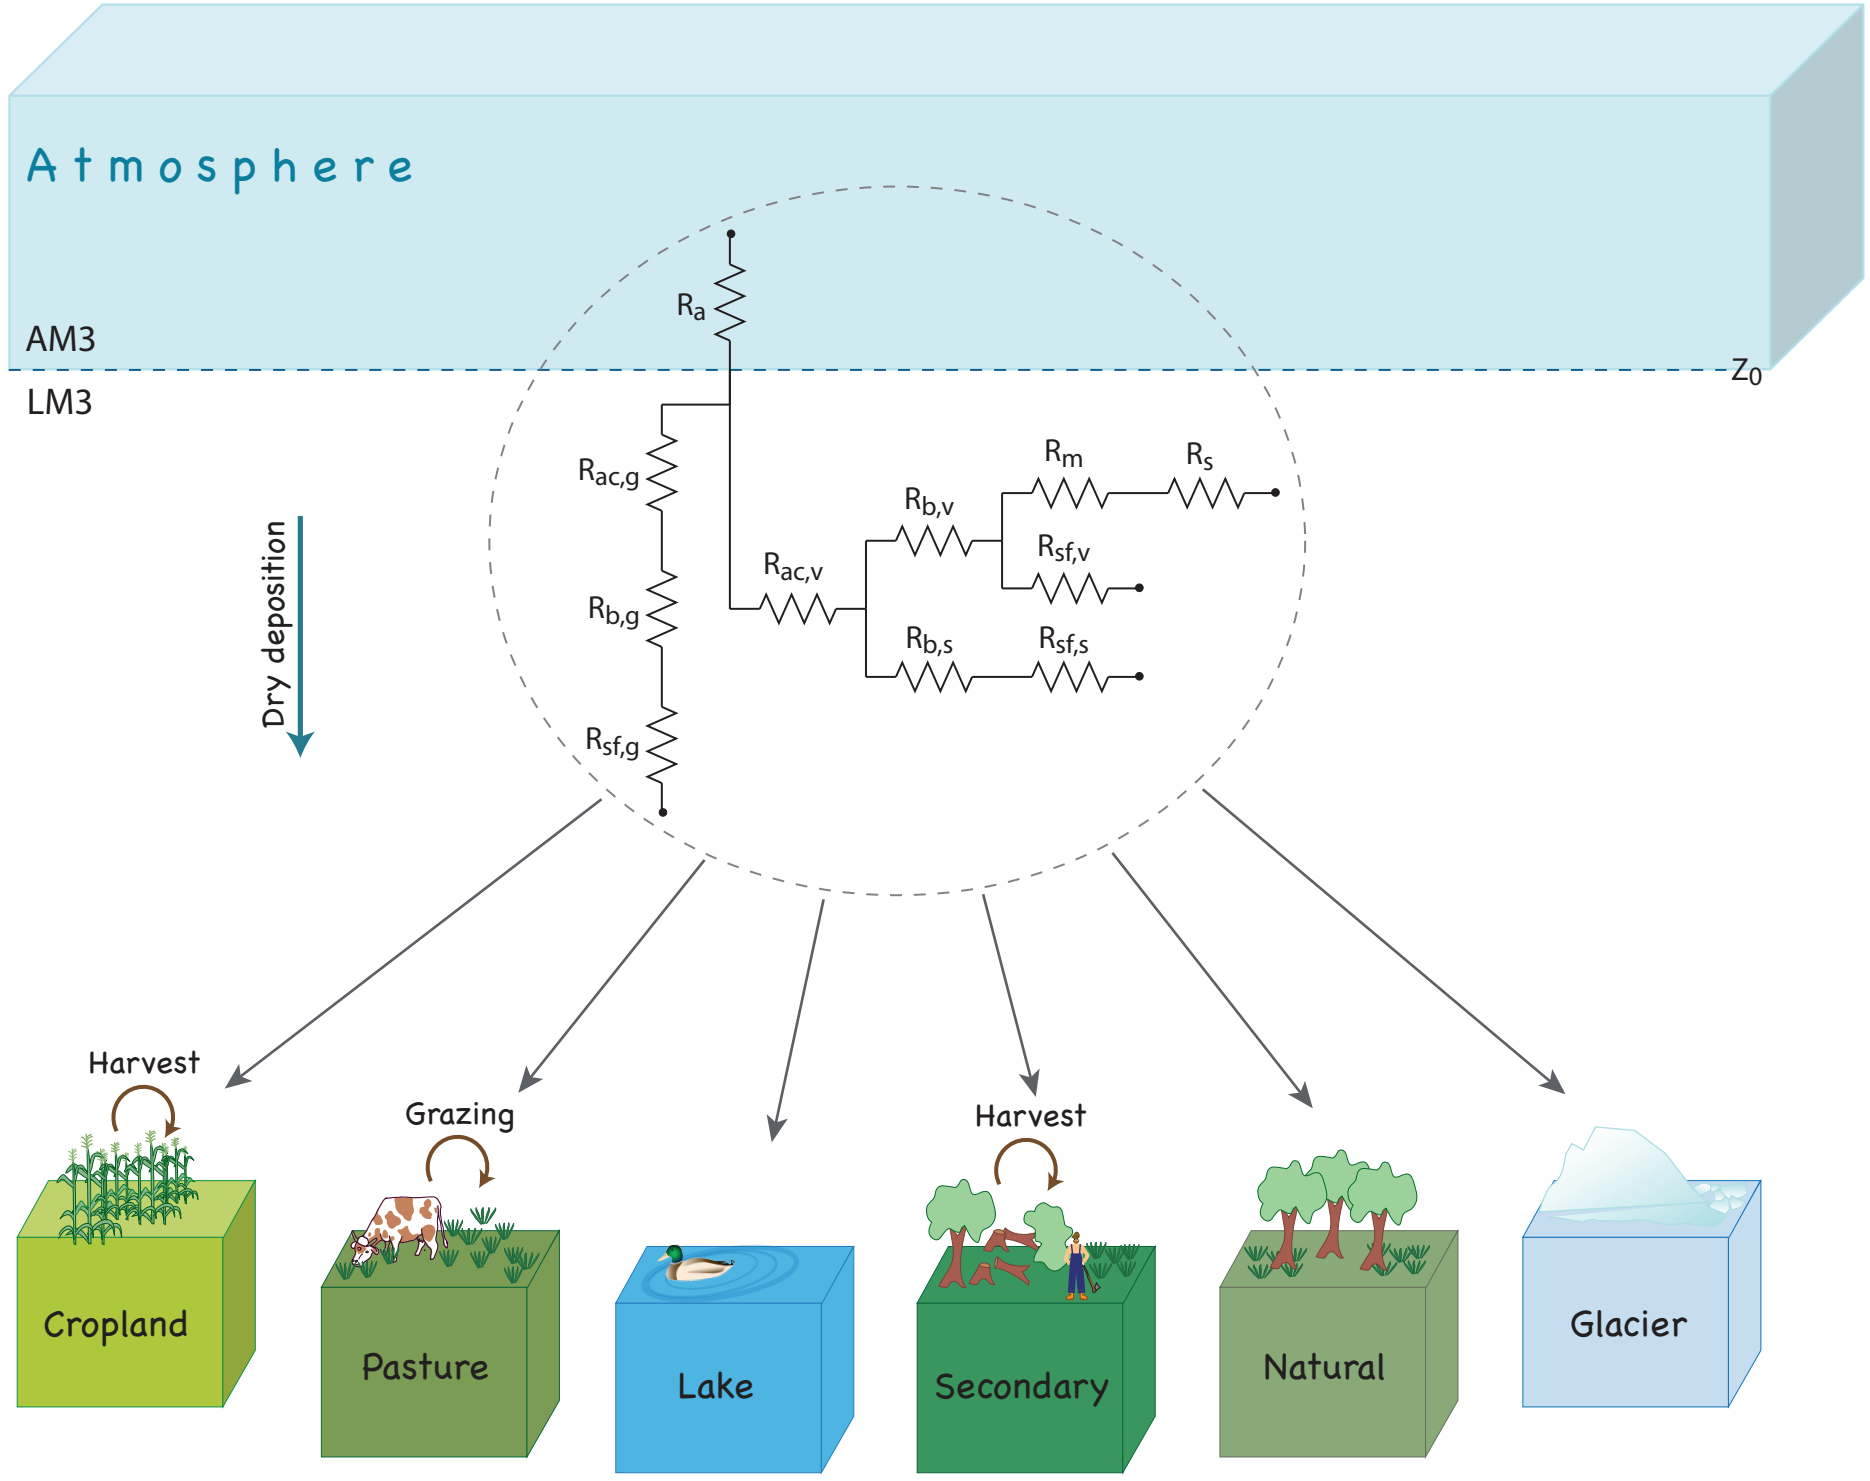 Atmosphere
AM3
LM3
Z0
Ra
Rac,g
Rb,g
Rsf,g
Rac,v
Rb,v
Rm
Rs
Rsf,v
Rb,s
Rsf,s
Dry deposition
Harvest
Grazing
Harvest
Cropland
Pasture
Lake
Secondary
Natural
Glacier